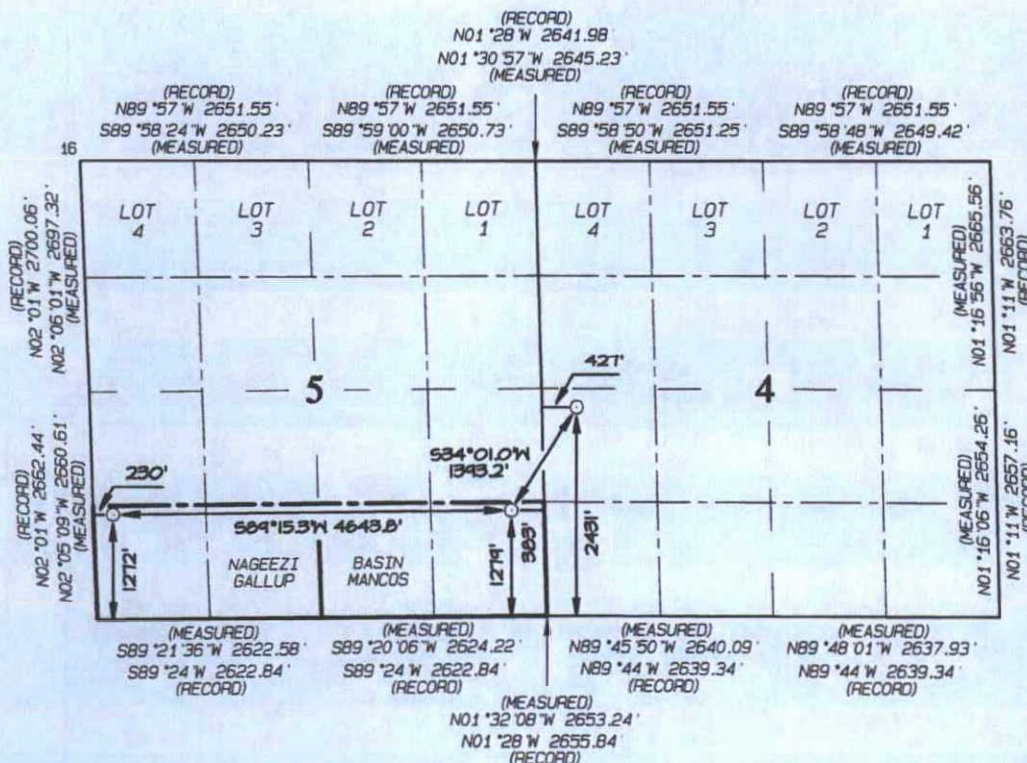 (RECORD)
N01°28'W 2641.98'
N01°30'57"W 2645.23'
(MEASURED)
(RECORD)
N89°57'W 2651.55'
S89°58'24"W 2650.23'
(MEASURED)
(RECORD)
N89°57'W 2651.55'
S89°59'00"W 2650.73'
(MEASURED)
(RECORD)
N89°57'W 2651.55'
S89°58'50"W 2651.25'
(MEASURED)
(RECORD)
N89°57'W 2651.55'
S89°58'48"W 2649.42'
(MEASURED)
16
LOT 4
LOT 3
LOT 2
LOT 1
LOT 4
LOT 3
LOT 2
LOT 1
(RECORD)
N02°01'W 2700.06'
N02°06'01"W 2697.32'
(MEASURED)
(MEASURED)
N01°16'56"W 2665.56'
N01°11'W 2663.76'
(RECORD)
5
4
427'
S34°01.0'W
1393.2'
230'
S89°15.3'W 4643.8'
1272'
1279'
383'
2431'
(RECORD)
N02°01'W 2662.44'
N02°05'09"W 2660.61'
(MEASURED)
(MEASURED)
N01°16'06"W 2654.26'
N01°11'W 2657.16'
(RECORD)
NAGEEZI
GALLUP
BASIN
MANCOS
(MEASURED)
S89°21'36"W 2622.58'
S89°24'W 2622.84'
(RECORD)
(MEASURED)
S89°20'06"W 2624.22'
S89°24'W 2622.84'
(RECORD)
(MEASURED)
N89°45'50"W 2640.09'
N89°44'W 2639.34'
(RECORD)
(MEASURED)
N89°48'01"W 2637.93'
N89°44'W 2639.34'
(RECORD)
(MEASURED)
N01°32'08"W 2653.24'
N01°28'W 2655.84'
(RECORD)